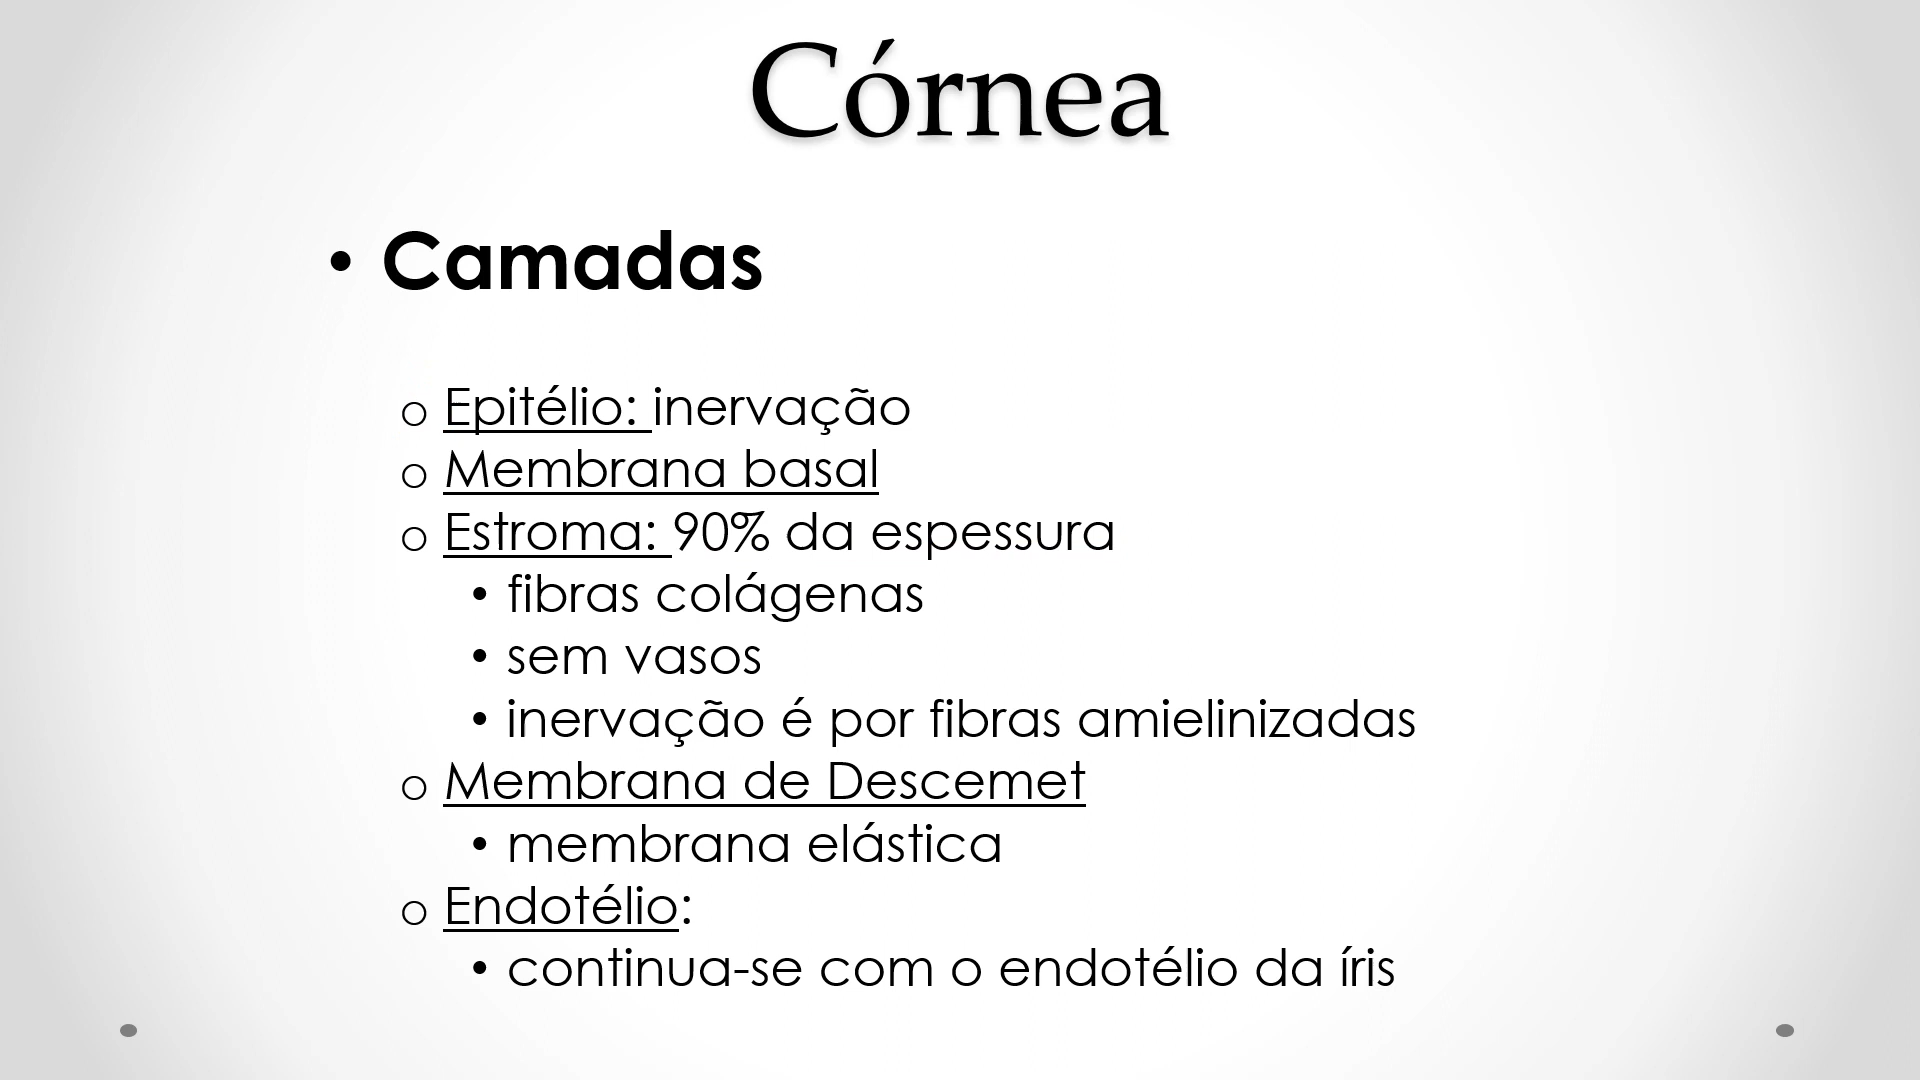 Córnea
• Camadas
o Epitélio: inervação
o Membrana basal
o Estroma: 90% da espessura
• fibras colágenas
• sem vasos
• inervação é por fibras amielinizadas
o Membrana de Descemet
• membrana elástica
o Endotélio:
• continua-se com o endotélio da íris